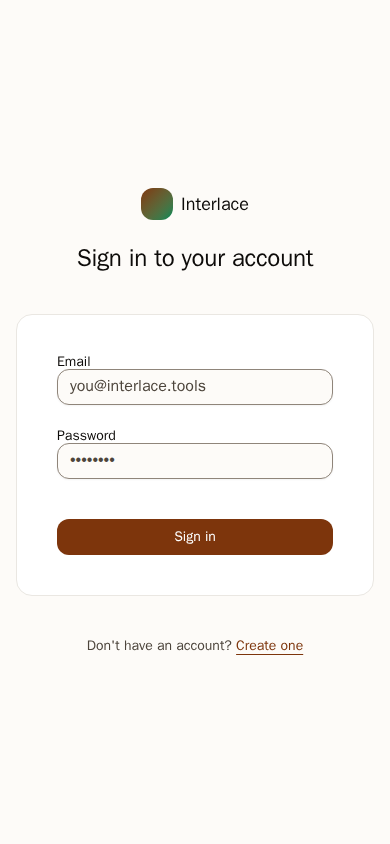 Interlace
Sign in to your account
Email
you@interlace.tools
Password
••••••••
Sign in
Don't have an account? Create one